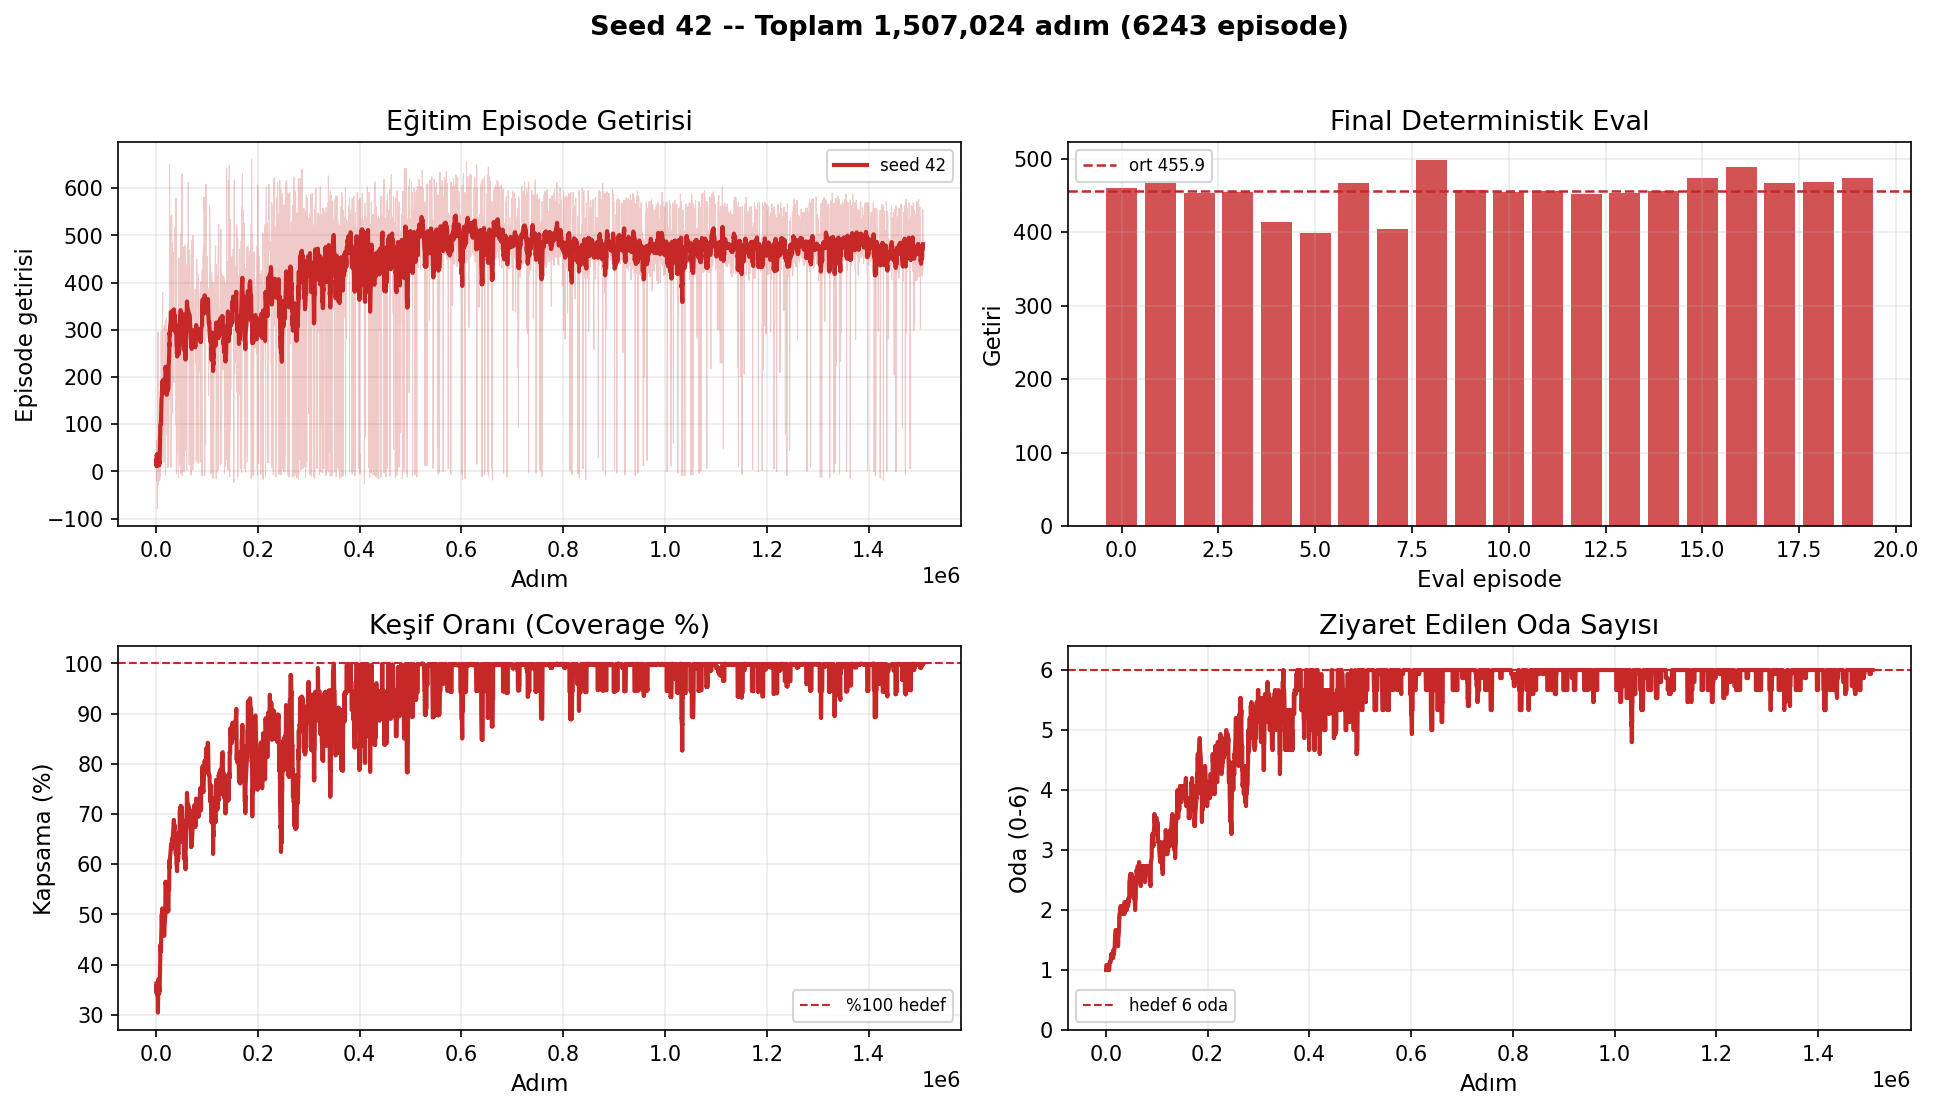 Seed 42 -- Toplam 1,507,024 adım (6243 episode)
Eğitim Episode Getirisi
seed 42
Episode getirisi
600
500
400
300
200
100
0
−100
0.0 0.2 0.4 0.6 0.8 1.0 1.2 1.4
1e6
Adım
Final Deterministik Eval
ort 455.9
Getiri
500
400
300
200
100
0
0.0 2.5 5.0 7.5 10.0 12.5 15.0 17.5 20.0
Eval episode
Keşif Oranı (Coverage %)
Kapsama (%)
100
90
80
70
60
50
40
30
%100 hedef
0.0 0.2 0.4 0.6 0.8 1.0 1.2 1.4
1e6
Adım
Ziyaret Edilen Oda Sayısı
Oda (0-6)
6
5
4
3
2
1
0
hedef 6 oda
0.0 0.2 0.4 0.6 0.8 1.0 1.2 1.4
1e6
Adım